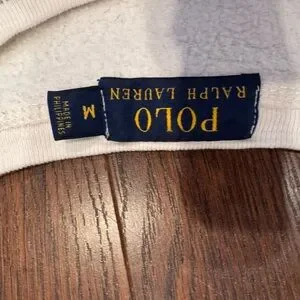 POLO
RALPH LAUREN
M
MADE IN
PHILIPPINES